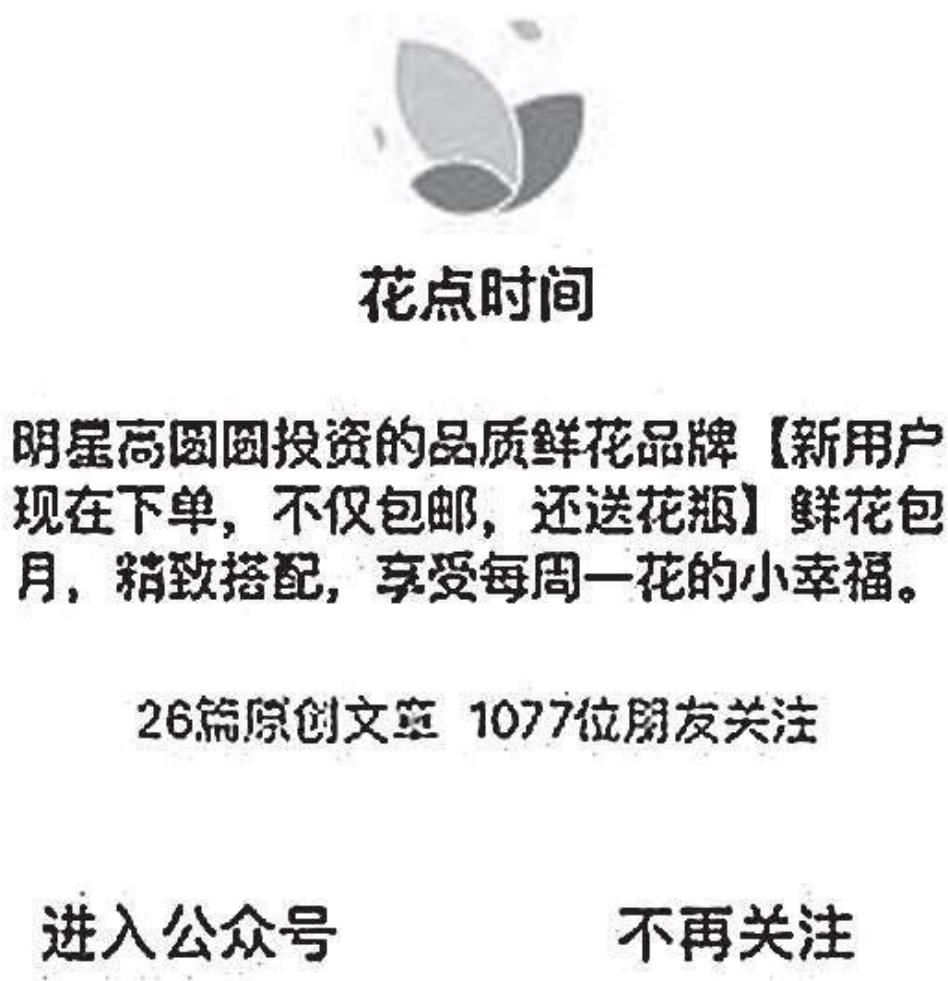 花点时间
明星高圆圆投资的品质鲜花品牌【新用户
现在下单，不仅包邮，还送花瓶】鲜花包
月，精致搭配，享受每周一花的小幸福。
26篇原创文章 1077位朋友关注
进入公众号 不再关注